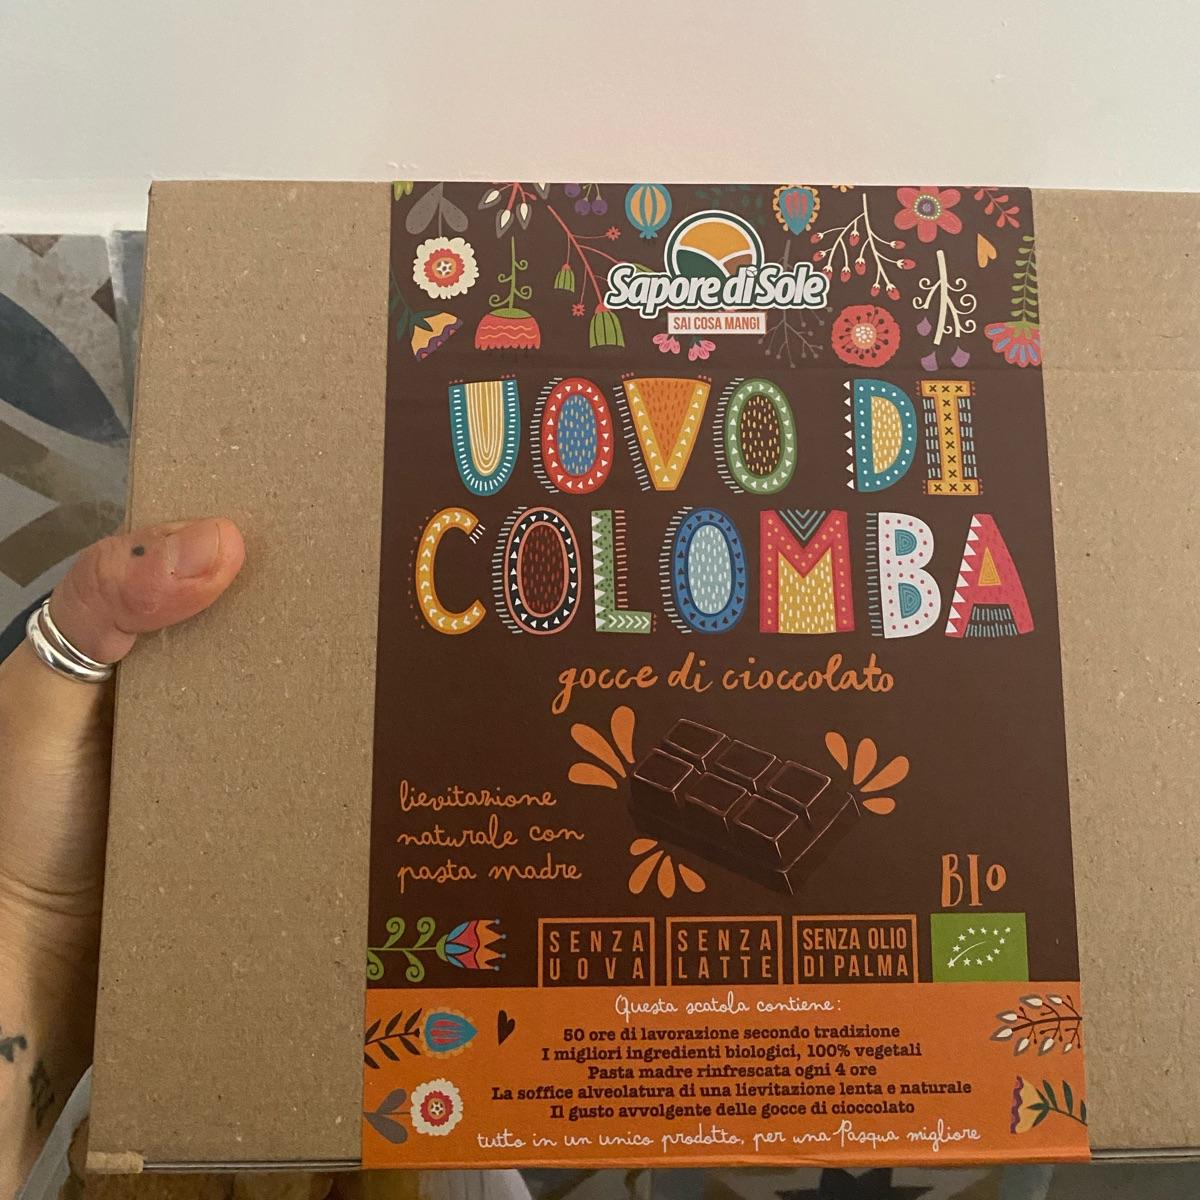 Sapore di Sole
SAI COSA MANGI
UOVO DI
COLOMBA
gocce di cioccolato
lievitazione
naturale con
pasta madre
BIO
SENZA
UOVA
SENZA
LATTE
SENZA OLIO
DI PALMA
Questa scatola contiene:
50 ore di lavorazione secondo tradizione
I migliori ingredienti biologici, 100% vegetali
Pasta madre rinfrescata ogni 4 ore
La soffice alveolatura di una lievitazione lenta e naturale
Il gusto avvolgente delle gocce di cioccolato
tutto in un unico prodotto, per una Pasqua migliore